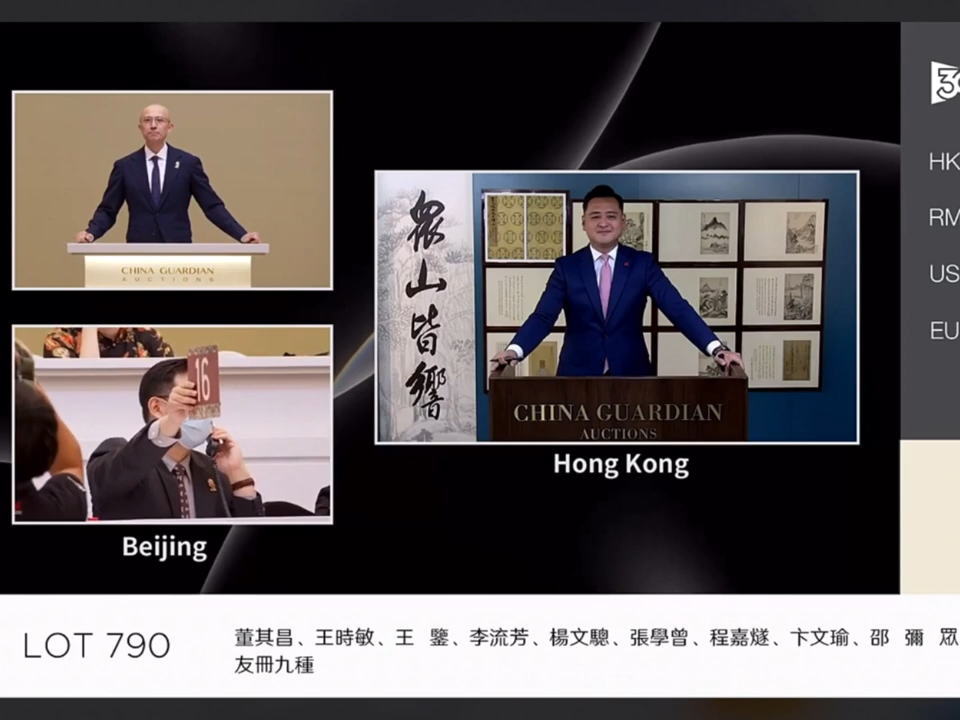 CHINA GUARDIAN
AUCTIONS
16
Beijing
眾山皆響
CHINA GUARDIAN
AUCTIONS
Hong Kong
HK
RM
US
EU
LOT 790
董其昌、王時敏、王 鑒、李流芳、楊文驄、張學曾、程嘉燧、卞文瑜、邵 彌 眾
友冊九種